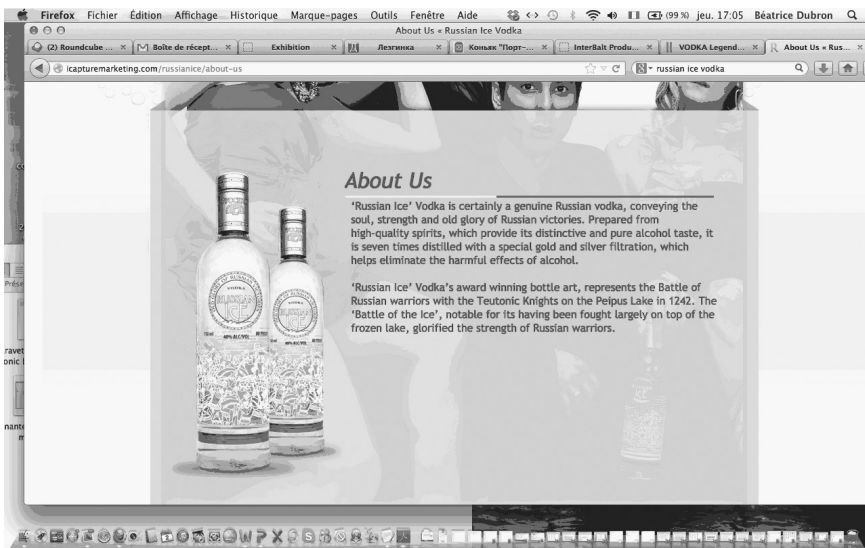 Firefox Fichier Édition Affichage Historique Marque-pages Outils Fenêtre Aide (99 %) jeu. 17:05 Béatrice Dubron
About Us « Russian Ice Vodka
(2) Roundcube ... Boîte de récept... Exhibition Лезгинка Коньяк "Порт-... InterBalt Produ... VODKA Legend... About Us « Rus...
icapturemarketing.com/russianice/about-us russian ice vodka
About Us
‘Russian Ice’ Vodka is certainly a genuine Russian vodka, conveying the
soul, strength and old glory of Russian victories. Prepared from
high-quality spirits, which provide its distinctive and pure alcohol taste, it
is seven times distilled with a special gold and silver filtration, which
helps eliminate the harmful effects of alcohol.
‘Russian Ice’ Vodka’s award winning bottle art, represents the Battle of
Russian warriors with the Teutonic Knights on the Peipus Lake in 1242. The
‘Battle of the Ice’, notable for its having been fought largely on top of the
frozen lake, glorified the strength of Russian warriors.
VODKA
RUSSIAN
ICE
40% ALC/VOL